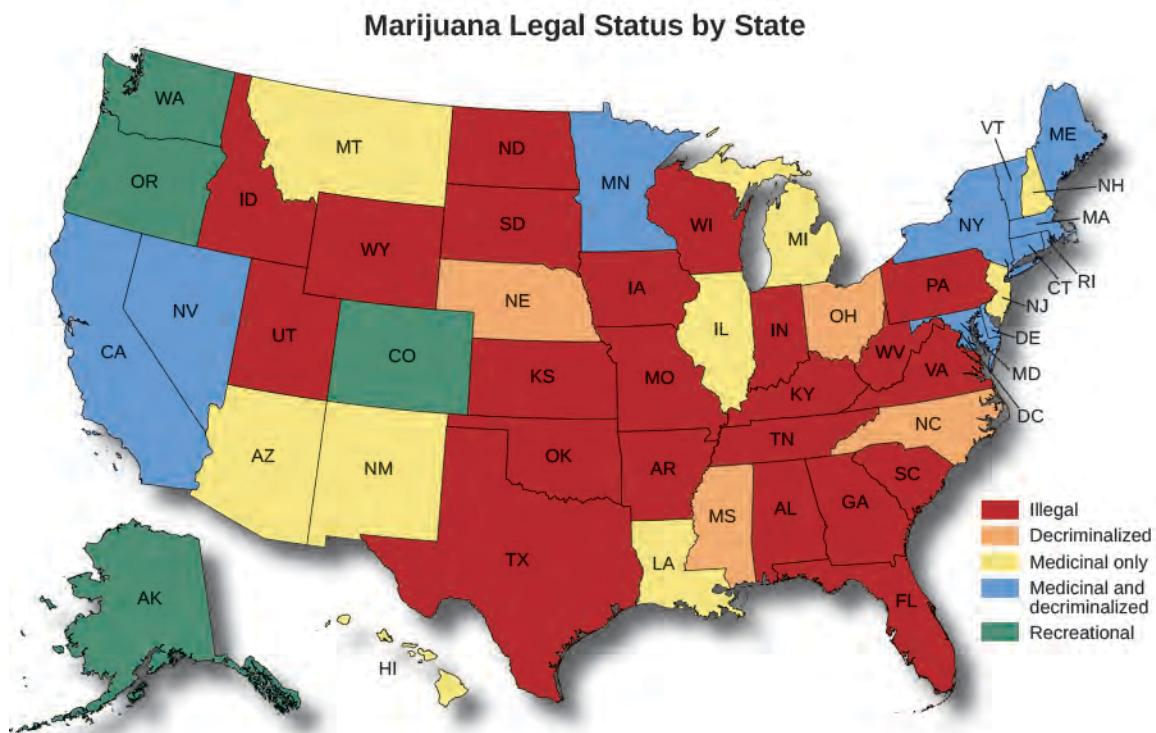 Marijuana Legal Status by State
WA
MT
ND
MN
VT
ME
OR
ID
SD
WI
MI
NY
NH
MA
WY
NE
IA
PA
CT
RI
NJ
NV
UT
CO
IL
IN
OH
DE
CA
KS
MO
WV
VA
MD
KY
DC
AZ
NM
OK
AR
TN
NC
SC
MS
AL
GA
TX
LA
FL
AK
HI
Illegal
Decriminalized
Medicinal only
Medicinal and
decriminalized
Recreational